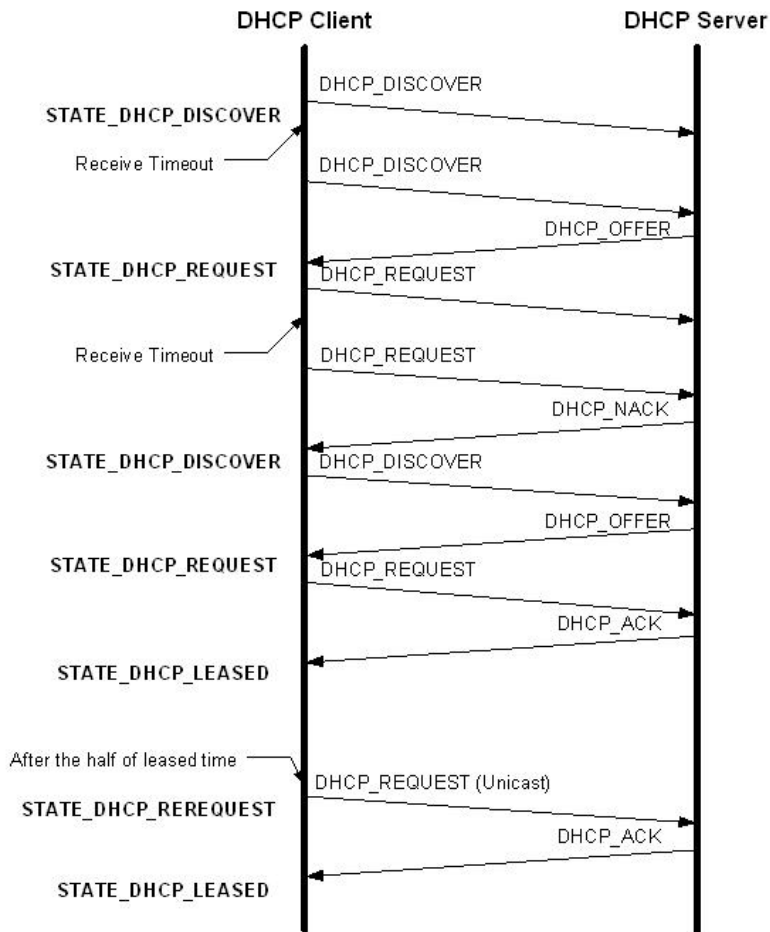 DHCP Client
DHCP Server
DHCP_DISCOVER
STATE_DHCP_DISCOVER
Receive Timeout
DHCP_DISCOVER
DHCP_OFFER
STATE_DHCP_REQUEST
DHCP_REQUEST
Receive Timeout
DHCP_REQUEST
DHCP_NACK
STATE_DHCP_DISCOVER
DHCP_DISCOVER
DHCP_OFFER
STATE_DHCP_REQUEST
DHCP_REQUEST
DHCP_ACK
STATE_DHCP_LEASED
After the half of leased time
DHCP_REQUEST (Unicast)
STATE_DHCP_REREQUEST
DHCP_ACK
STATE_DHCP_LEASED